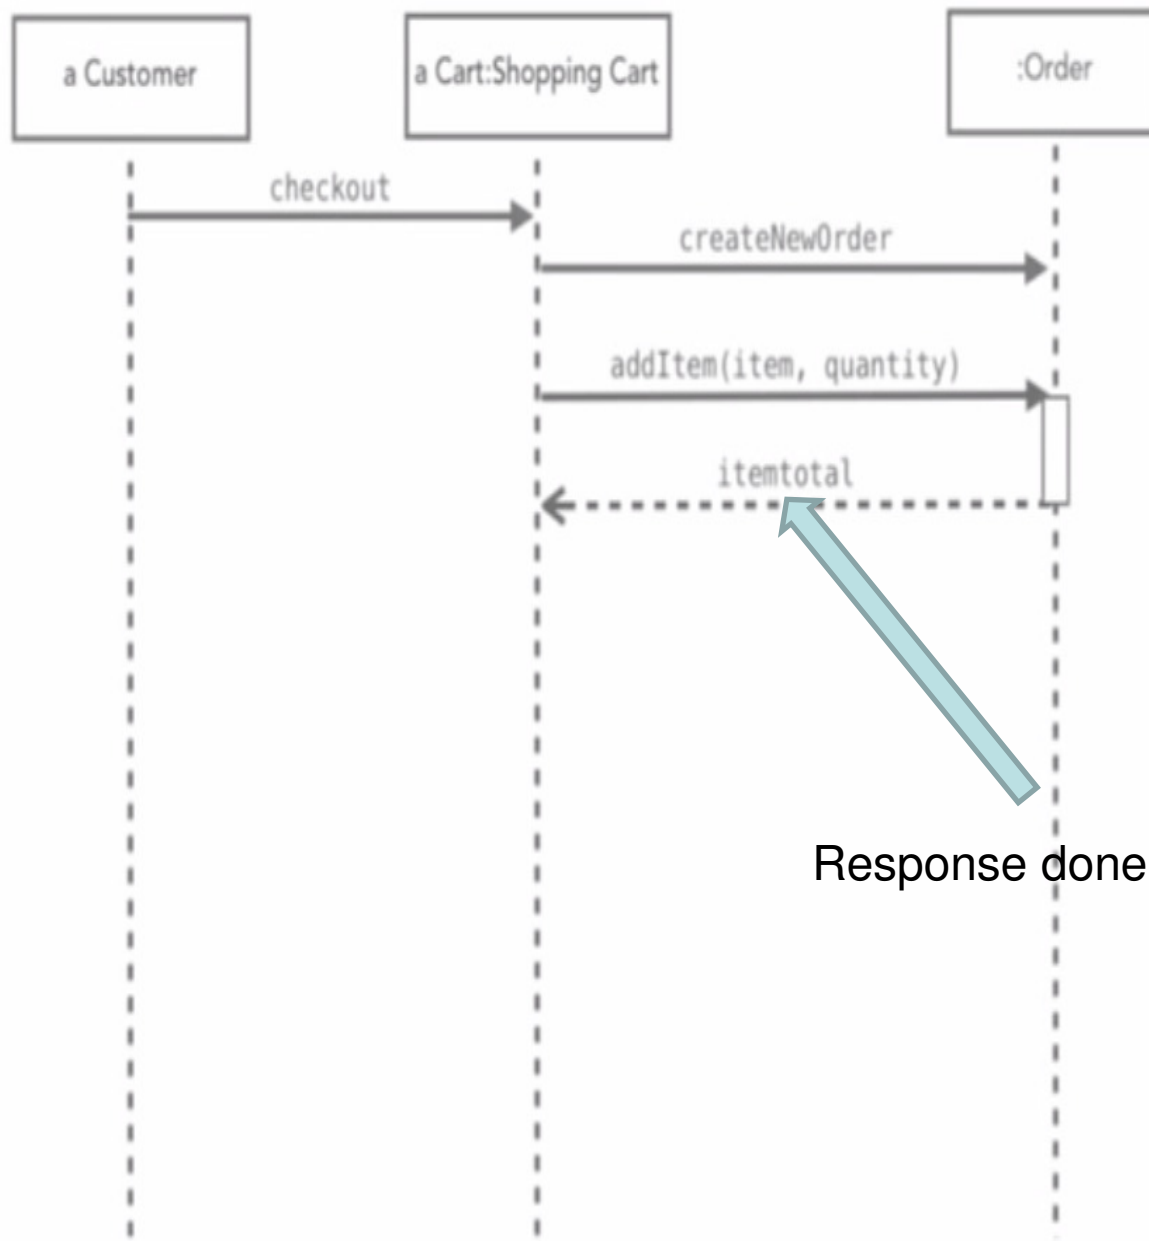 a Customer
a Cart:Shopping Cart
:Order
checkout
createNewOrder
addItem(item, quantity)
itemtotal
Response done